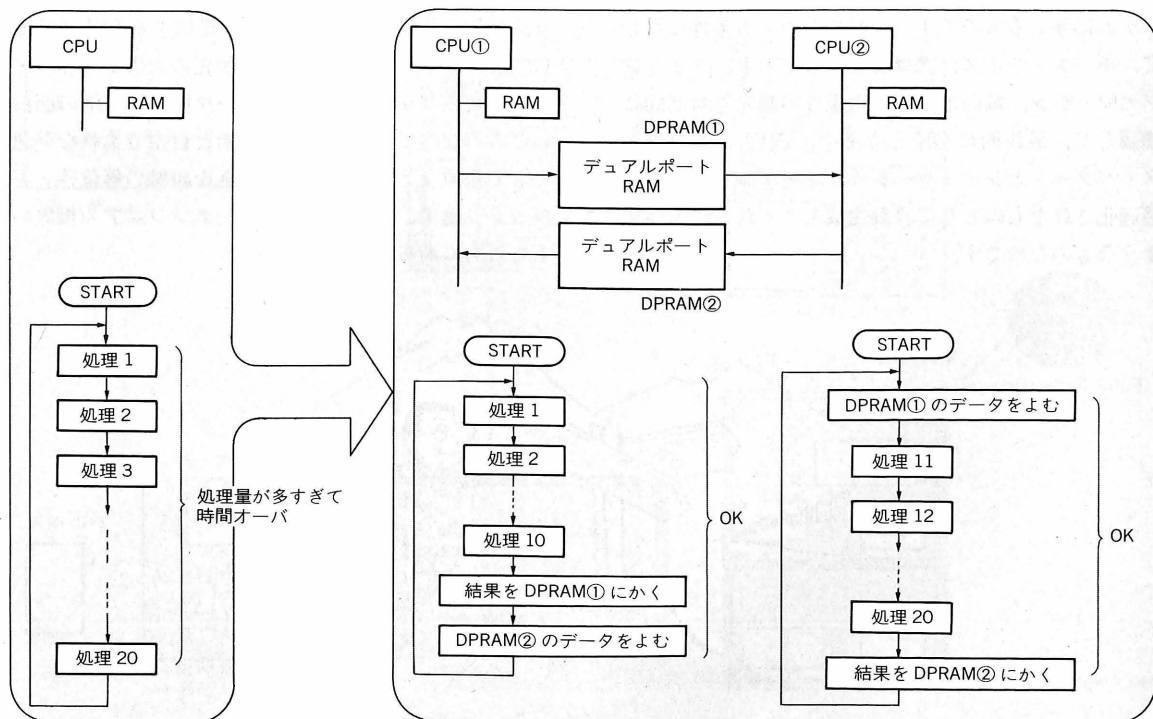 CPU
RAM
START
処理 1
処理 2
処理 3
処理量が多すぎて
時間オーバ
処理 20
CPU①
RAM
CPU②
RAM
DPRAM①
デュアルポート
RAM
デュアルポート
RAM
DPRAM②
START
処理 1
処理 2
処理 10
結果を DPRAM① にかく
DPRAM② のデータをよむ
OK
START
DPRAM① のデータをよむ
処理 11
処理 12
処理 20
結果を DPRAM② にかく
OK